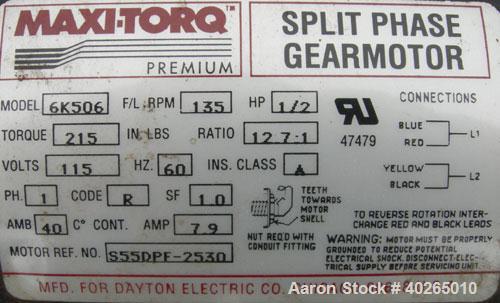 MAXI-TORQ™
PREMIUM
SPLIT PHASE
GEARMOTOR
MODEL 6K506 F/L RPM 135 HP 1/2
TORQUE 215 IN. LBS RATIO 12.7:1
VOLTS 115 HZ. 60 INS. CLASS A
PH. 1 CODE R SF 1.0
AMB 40 C° CONT. AMP 7.9
MOTOR REF. NO. S55DPF-2530
47479
CONNECTIONS
BLUE
RED
L1
YELLOW
BLACK
L2
TEETH
TOWARDS
MOTOR
SHELL
NUT REQ'D WITH
CONDUIT FITTING
TO REVERSE ROTATION INTER-
CHANGE RED AND BLACK LEADS
WARNING: MOTOR MUST BE PROPERLY
GROUNDED TO REDUCE POTENTIAL
ELECTRICAL SHOCK. DISCONNECT ELEC-
TRICAL SUPPLY BEFORE SERVICING UNIT.
MFD. FOR DAYTON ELECTRIC
Aaron Stock # 40265010